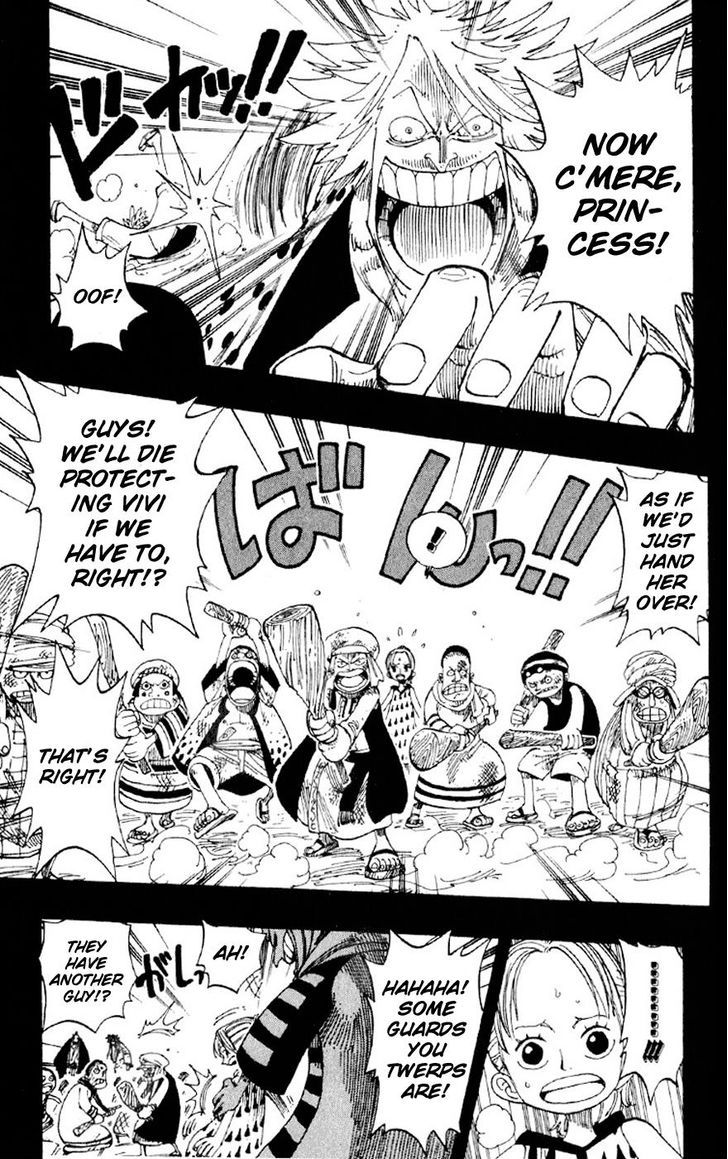 NOW
C'MERE,
PRIN-
CESS!
ドカッ!!
OOF!
AS IF
WE'D
JUST
HAND
HER
OVER!
!
ばんっ!!
GUYS!
WE'LL DIE
PROTECT-
ING VIVI
IF WE
HAVE TO,
RIGHT!?
THAT'S
RIGHT!
!!!
HAHAHA!
SOME
GUARDS
YOU
TWERPS
ARE!
AH!
がしっ
THEY
HAVE
ANOTHER
GUY!?